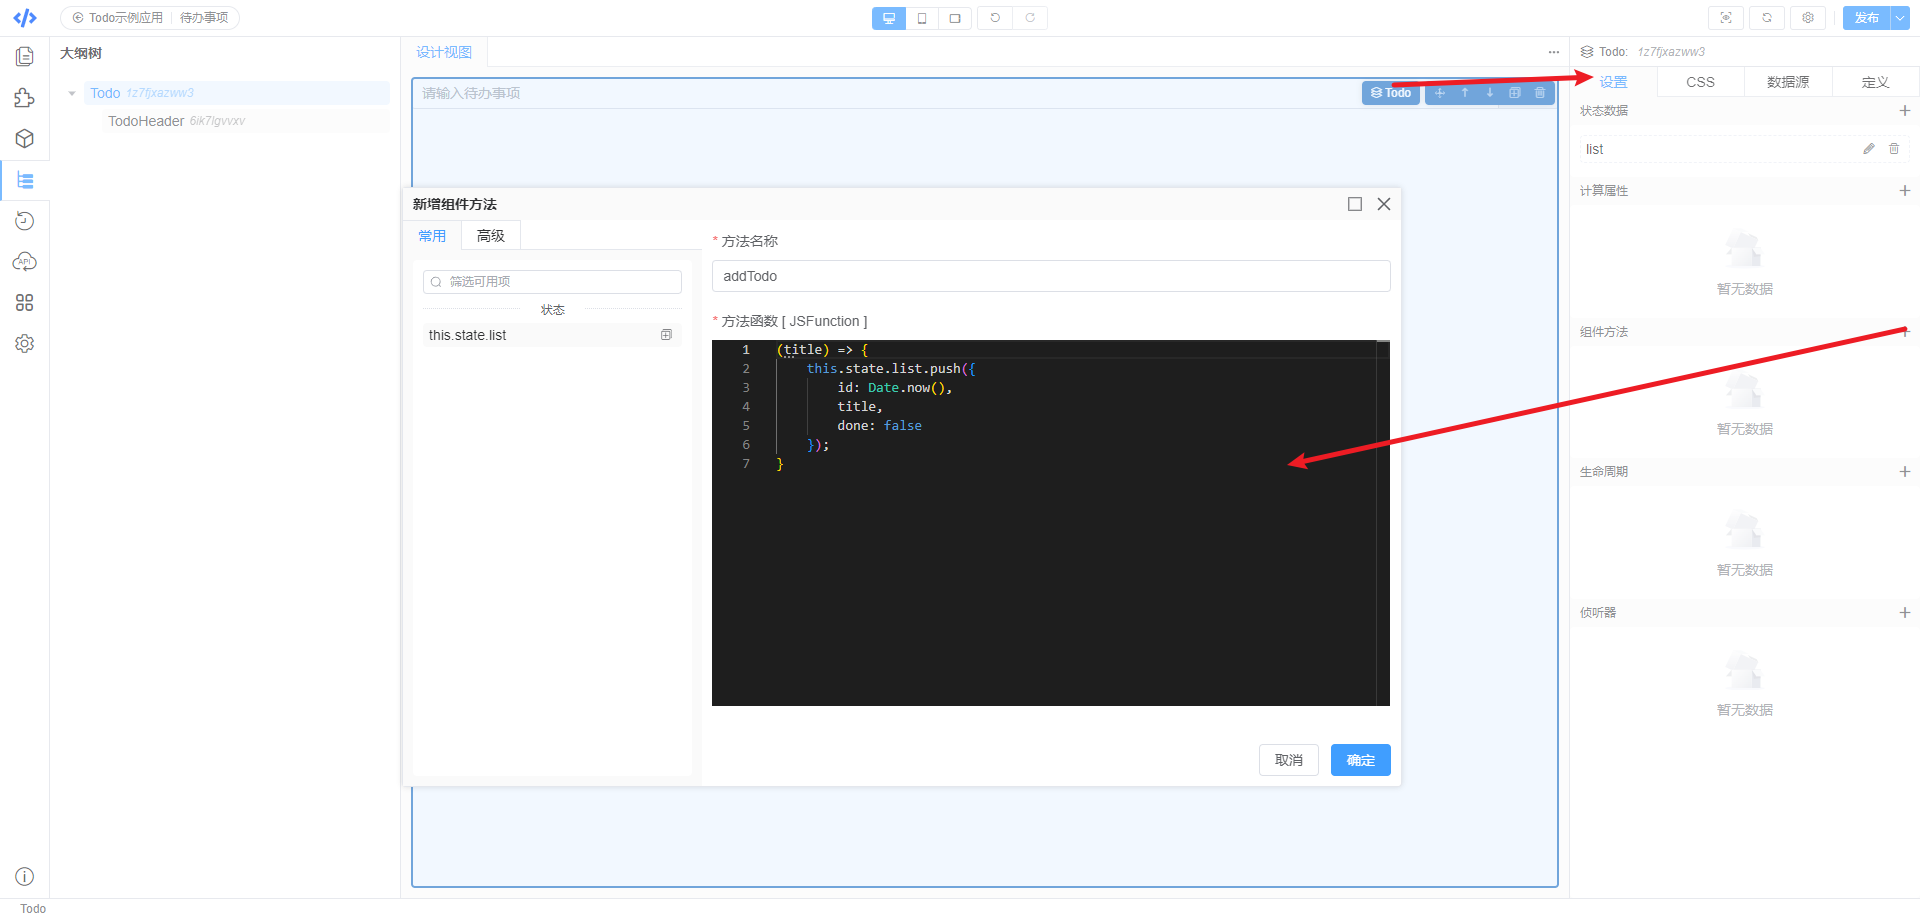 Todo示例应用 待办事项
发布
大纲树
Todo 1z7fjxazww3
TodoHeader 6ik7lgvvxv
设计视图
请输入待办事项
Todo
Todo: 1z7fjxazww3
设置 CSS 数据源 定义
状态数据
list
计算属性
暂无数据
组件方法
暂无数据
生命周期
暂无数据
侦听器
暂无数据
新增组件方法
常用 高级
筛选可用项
状态
this.state.list
* 方法名称
addTodo
* 方法函数 [ JSFunction ]
1 (title) => {
2 this.state.list.push({
3 id: Date.now(),
4 title,
5 done: false
6 });
7 }
取消 确定
API
Todo